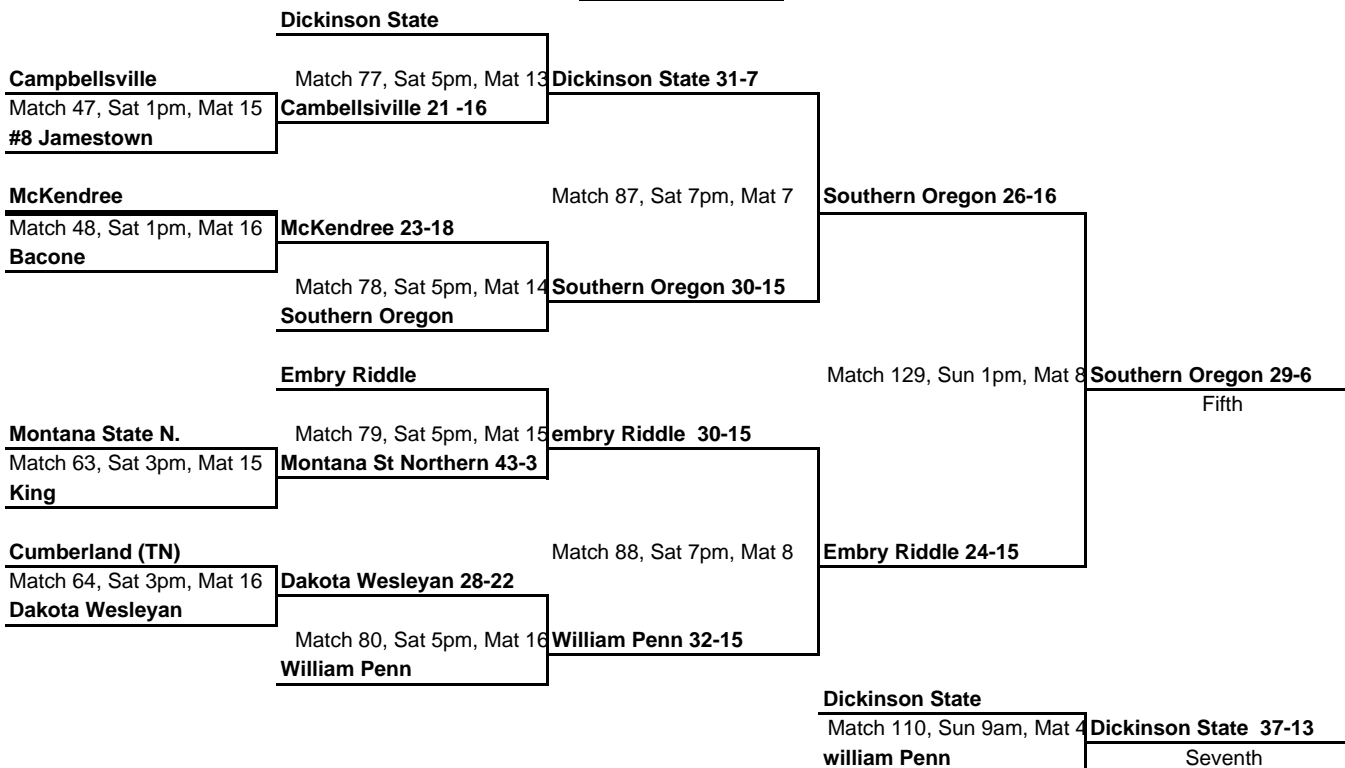 Dickinson State
Campbellsville
Match 77, Sat 5pm, Mat 13
Dickinson State 31-7
Match 47, Sat 1pm, Mat 15
Cambellsiville 21 -16
#8 Jamestown
McKendree
Match 87, Sat 7pm, Mat 7
Southern Oregon 26-16
Match 48, Sat 1pm, Mat 16
McKendree 23-18
Bacone
Match 78, Sat 5pm, Mat 14
Southern Oregon 30-15
Southern Oregon
Embry Riddle
Match 129, Sun 1pm, Mat 8
Southern Oregon 29-6
Fifth
Montana State N.
Match 79, Sat 5pm, Mat 15
embry Riddle 30-15
Match 63, Sat 3pm, Mat 15
Montana St Northern 43-3
King
Cumberland (TN)
Match 88, Sat 7pm, Mat 8
Embry Riddle 24-15
Match 64, Sat 3pm, Mat 16
Dakota Wesleyan 28-22
Dakota Wesleyan
Match 80, Sat 5pm, Mat 16
William Penn 32-15
William Penn
Dickinson State
Match 110, Sun 9am, Mat 4
Dickinson State 37-13
william Penn
Seventh